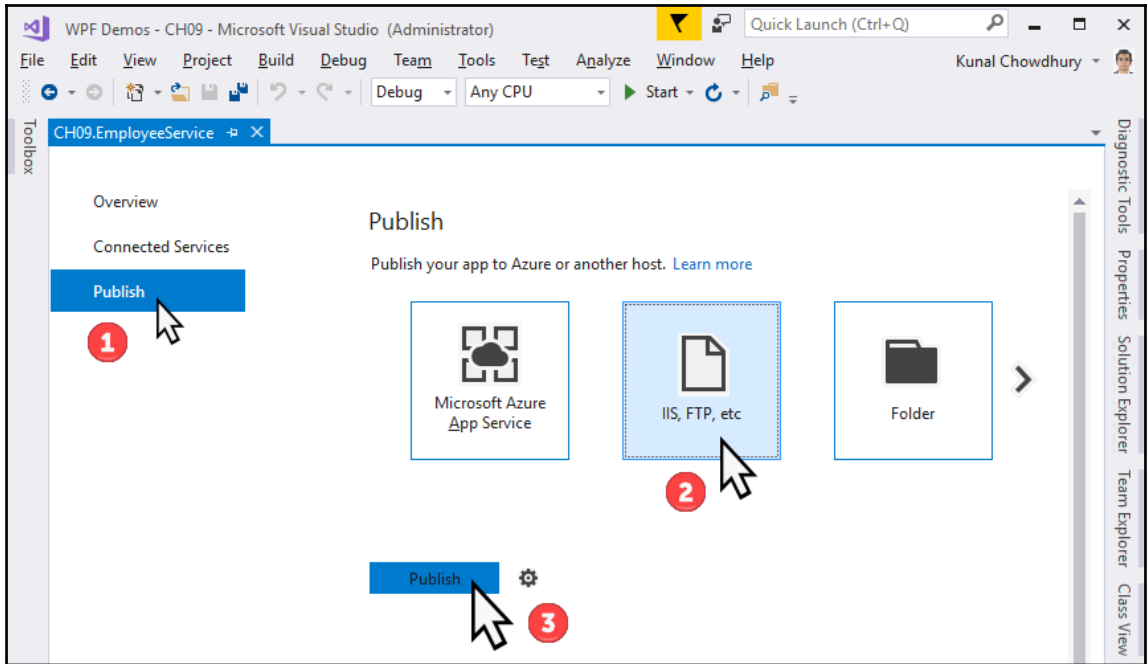 WPF Demos - CH09 - Microsoft Visual Studio (Administrator)
Quick Launch (Ctrl+Q)
File Edit View Project Build Debug Team Tools Test Analyze Window Help
Kunal Chowdhury
Debug Any CPU Start
Toolbox
CH09.EmployeeService
Overview
Connected Services
Publish
1
Publish
Publish your app to Azure or another host. Learn more
Microsoft Azure
App Service
IIS, FTP, etc
Folder
2
Publish
3
Diagnostic Tools
Properties
Solution Explorer
Team Explorer
Class View